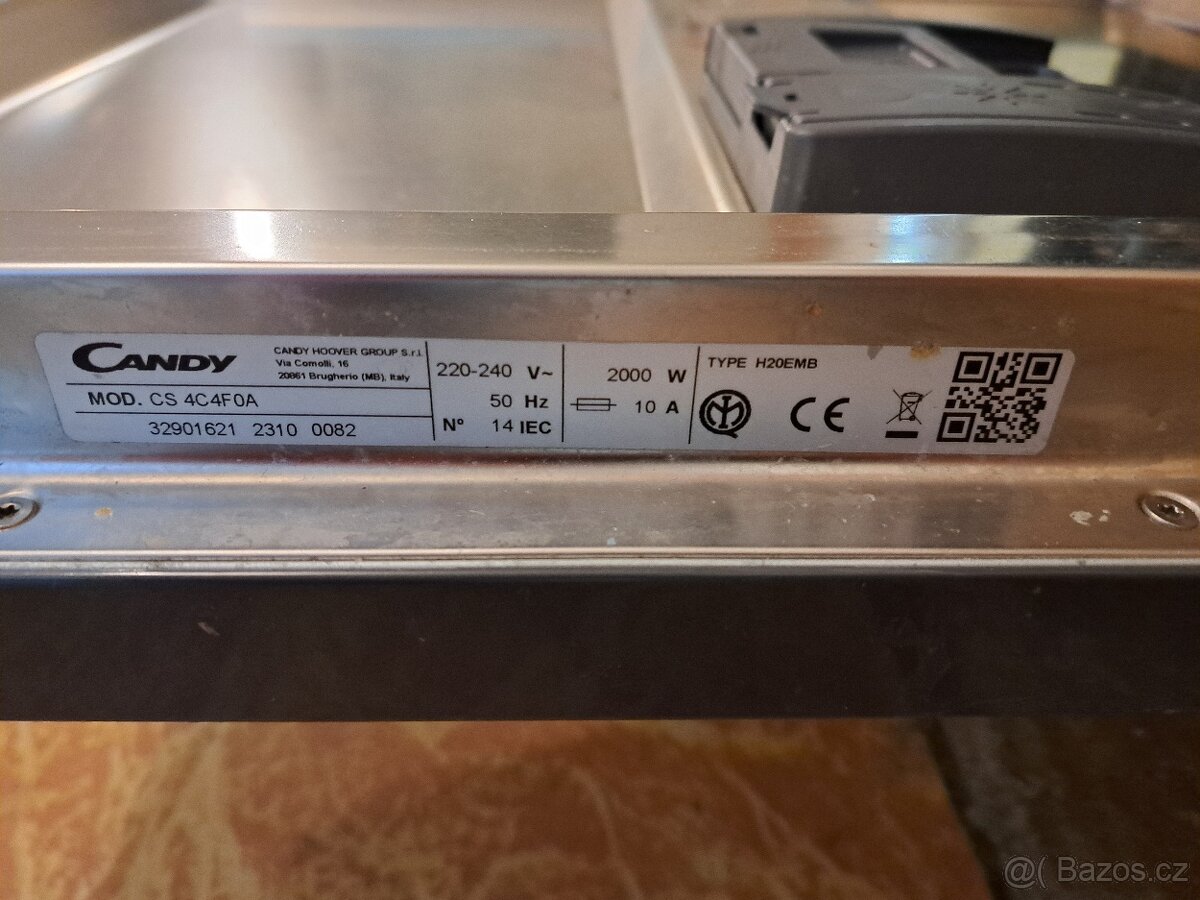 CANDY
CANDY HOOVER GROUP S.r.l.
Via Comolli, 16
20861 Brugherio (MB), Italy
MOD. CS 4C4F0A
32901621 2310 0082
220-240 V~
50 Hz
N° 14 IEC
2000 W
10 A
TYPE H20EMB
CE
@( Bazos.cz